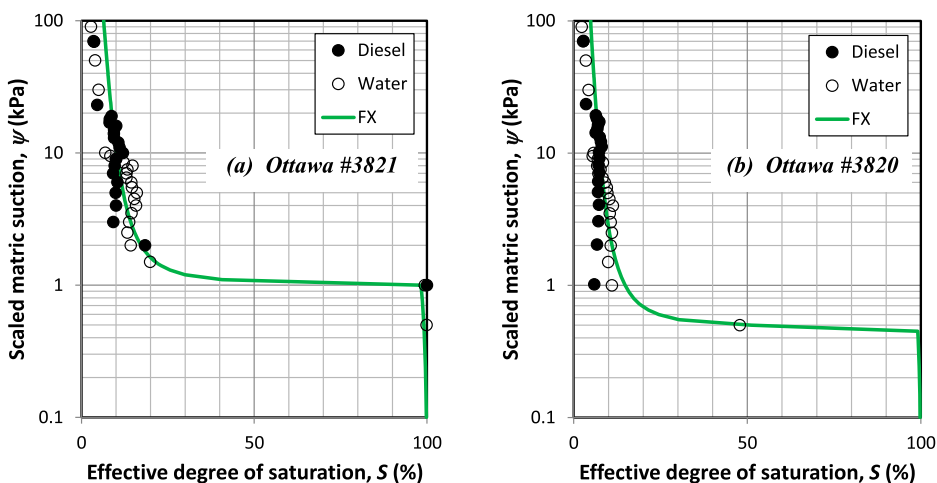 100
10
1
0.1
0
50
100
Scaled matric suction, ψ (kPa)
Effective degree of saturation, S (%)
Diesel
Water
FX
(a) Ottawa #3821
100
10
1
0.1
0
50
100
Scaled matric suction, ψ (kPa)
Effective degree of saturation, S (%)
Diesel
Water
FX
(b) Ottawa #3820